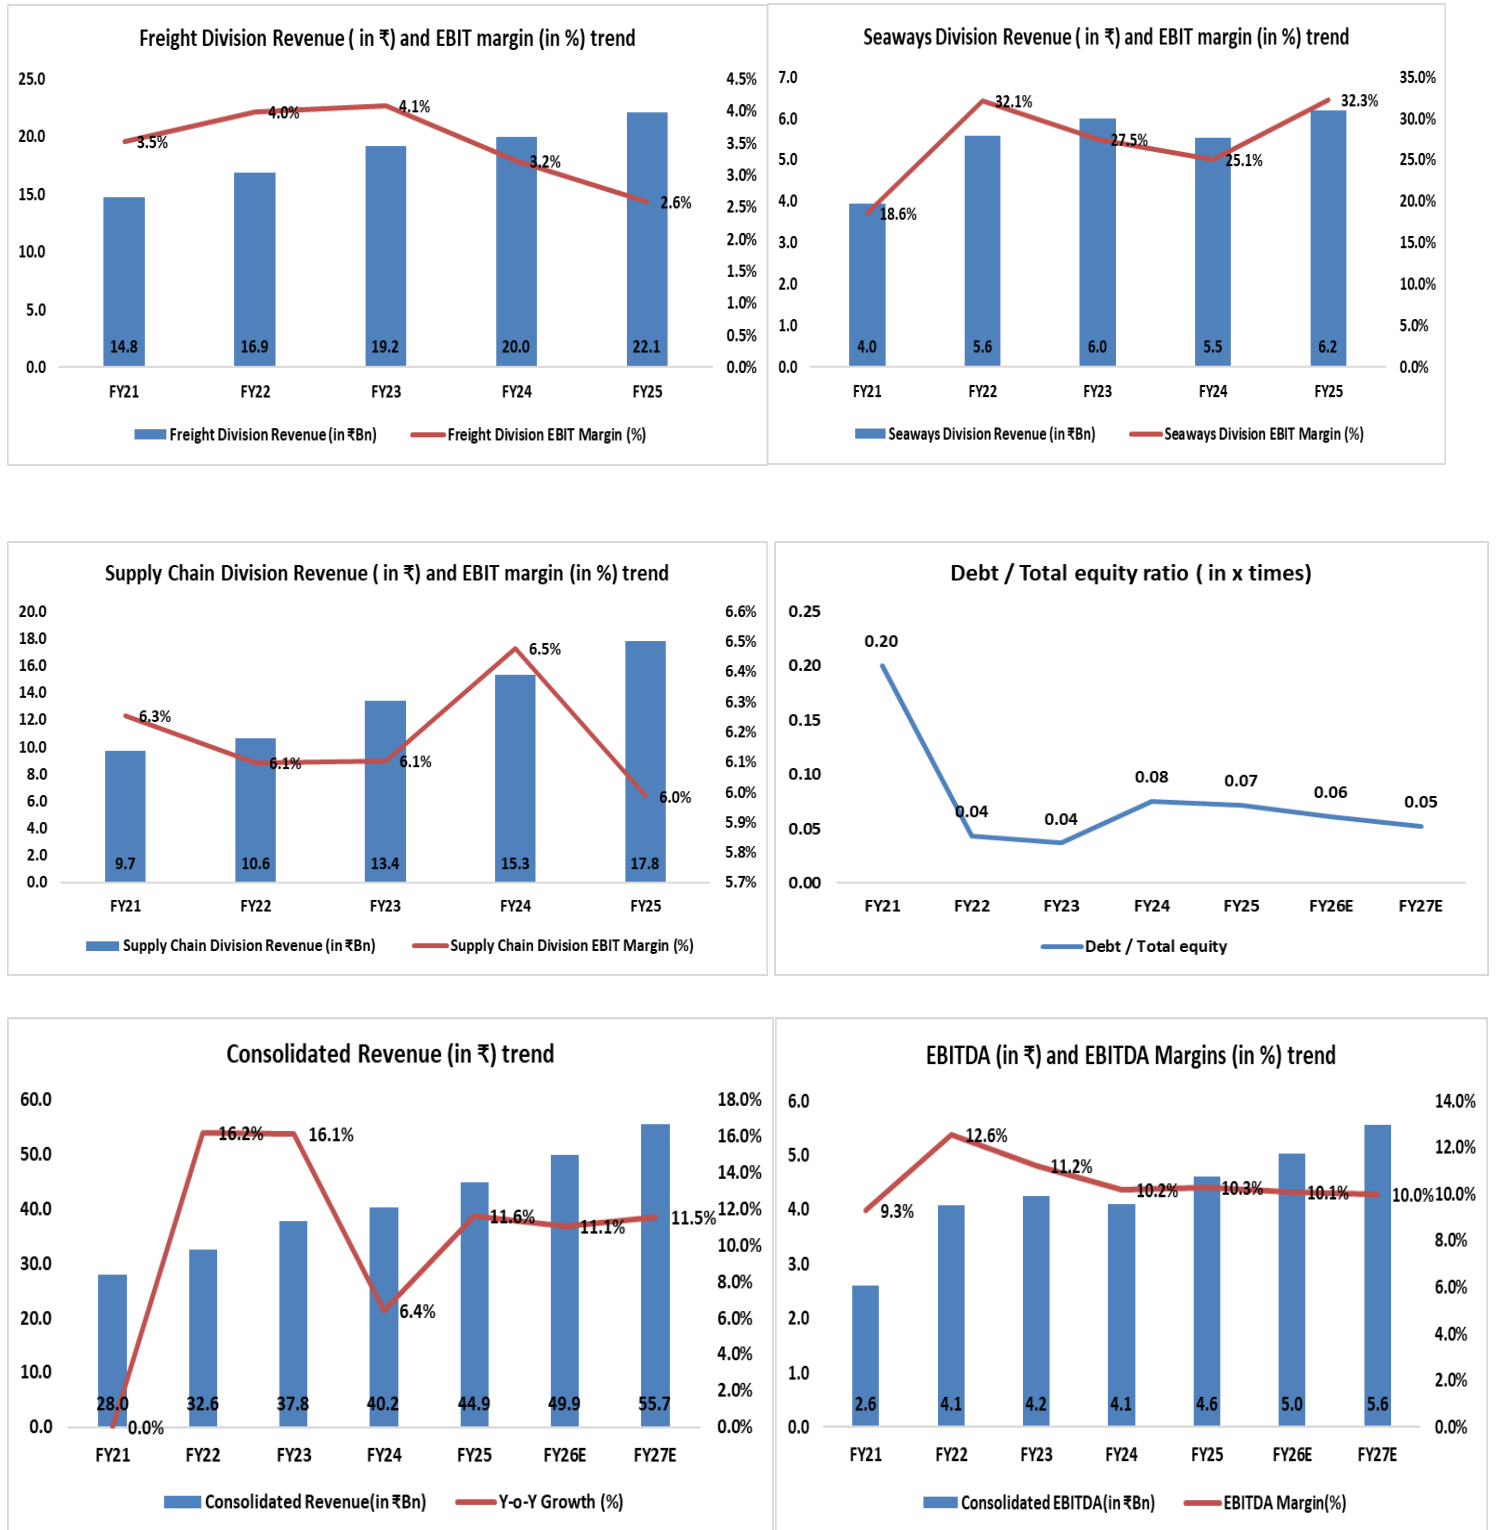 Freight Division Revenue ( in ₹) and EBIT margin (in %) trend
25.0
20.0
15.0
10.0
5.0
0.0
4.5%
4.0%
3.5%
3.0%
2.5%
2.0%
1.5%
1.0%
0.5%
0.0%
3.5%
4.0%
4.1%
3.2%
2.6%
14.8
16.9
19.2
20.0
22.1
FY21
FY22
FY23
FY24
FY25
Freight Division Revenue (in ₹Bn)
Freight Division EBIT Margin (%)
Seaways Division Revenue ( in ₹) and EBIT margin (in %) trend
7.0
6.0
5.0
4.0
3.0
2.0
1.0
0.0
35.0%
30.0%
25.0%
20.0%
15.0%
10.0%
5.0%
0.0%
18.6%
32.1%
27.5%
25.1%
32.3%
4.0
5.6
6.0
5.5
6.2
FY21
FY22
FY23
FY24
FY25
Seaways Division Revenue (in ₹Bn)
Seaways Division EBIT Margin (%)
Supply Chain Division Revenue ( in ₹) and EBIT margin (in %) trend
20.0
18.0
16.0
14.0
12.0
10.0
8.0
6.0
4.0
2.0
0.0
6.6%
6.5%
6.4%
6.3%
6.2%
6.1%
6.0%
5.9%
5.8%
5.7%
6.3%
6.1%
6.1%
6.5%
6.0%
9.7
10.6
13.4
15.3
17.8
FY21
FY22
FY23
FY24
FY25
Supply Chain Division Revenue (in ₹Bn)
Supply Chain Division EBIT Margin (%)
Debt / Total equity ratio ( in x times)
0.25
0.20
0.15
0.10
0.05
0.00
0.20
0.04
0.04
0.08
0.07
0.06
0.05
FY21
FY22
FY23
FY24
FY25
FY26E
FY27E
Debt / Total equity
Consolidated Revenue (in ₹) trend
60.0
50.0
40.0
30.0
20.0
10.0
0.0
18.0%
16.0%
14.0%
12.0%
10.0%
8.0%
6.0%
4.0%
2.0%
0.0%
0.0%
16.2%
16.1%
6.4%
11.6%
11.1%
11.5%
28.0
32.6
37.8
40.2
44.9
49.9
55.7
FY21
FY22
FY23
FY24
FY25
FY26E
FY27E
Consolidated Revenue(in ₹Bn)
Y-o-Y Growth (%)
EBITDA (in ₹) and EBITDA Margins (in %) trend
6.0
5.0
4.0
3.0
2.0
1.0
0.0
14.0%
12.0%
10.0%
8.0%
6.0%
4.0%
2.0%
0.0%
9.3%
12.6%
11.2%
10.2%
10.3%
10.1%
10.0%
2.6
4.1
4.2
4.1
4.6
5.0
5.6
FY21
FY22
FY23
FY24
FY25
FY26E
FY27E
Consolidated EBITDA(in ₹Bn)
EBITDA Margin(%)